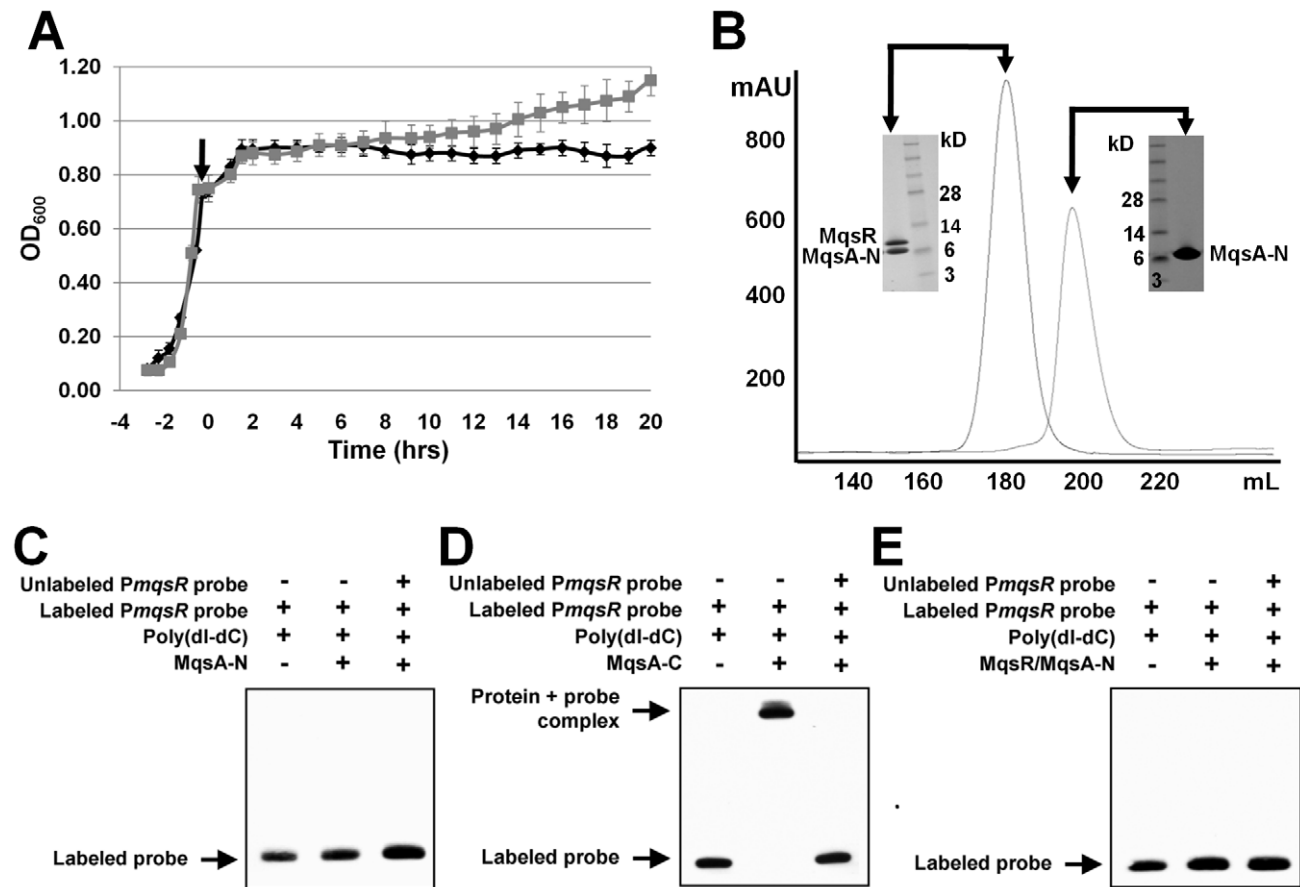 A
1.20
1.00
0.80
0.60
0.40
0.20
0.00
OD600
-4 -2 0 2 4 6 8 10 12 14 16 18 20
Time (hrs)
B
mAU
800
600
400
200
140 160 180 200 220 mL
kD
28
14
6
3
MqsR
MqsA-N
kD
28
14
6
3
MqsA-N
C
Unlabeled PmqsR probe - - +
Labeled PmqsR probe + + +
Poly(dI-dC) + + +
MqsA-N - + +
Labeled probe
D
Unlabeled PmqsR probe - - +
Labeled PmqsR probe + + +
Poly(dI-dC) + + +
MqsA-C - + +
Protein + probe
complex
Labeled probe
E
Unlabeled PmqsR probe - - +
Labeled PmqsR probe + + +
Poly(dI-dC) + + +
MqsR/MqsA-N - + +
Labeled probe